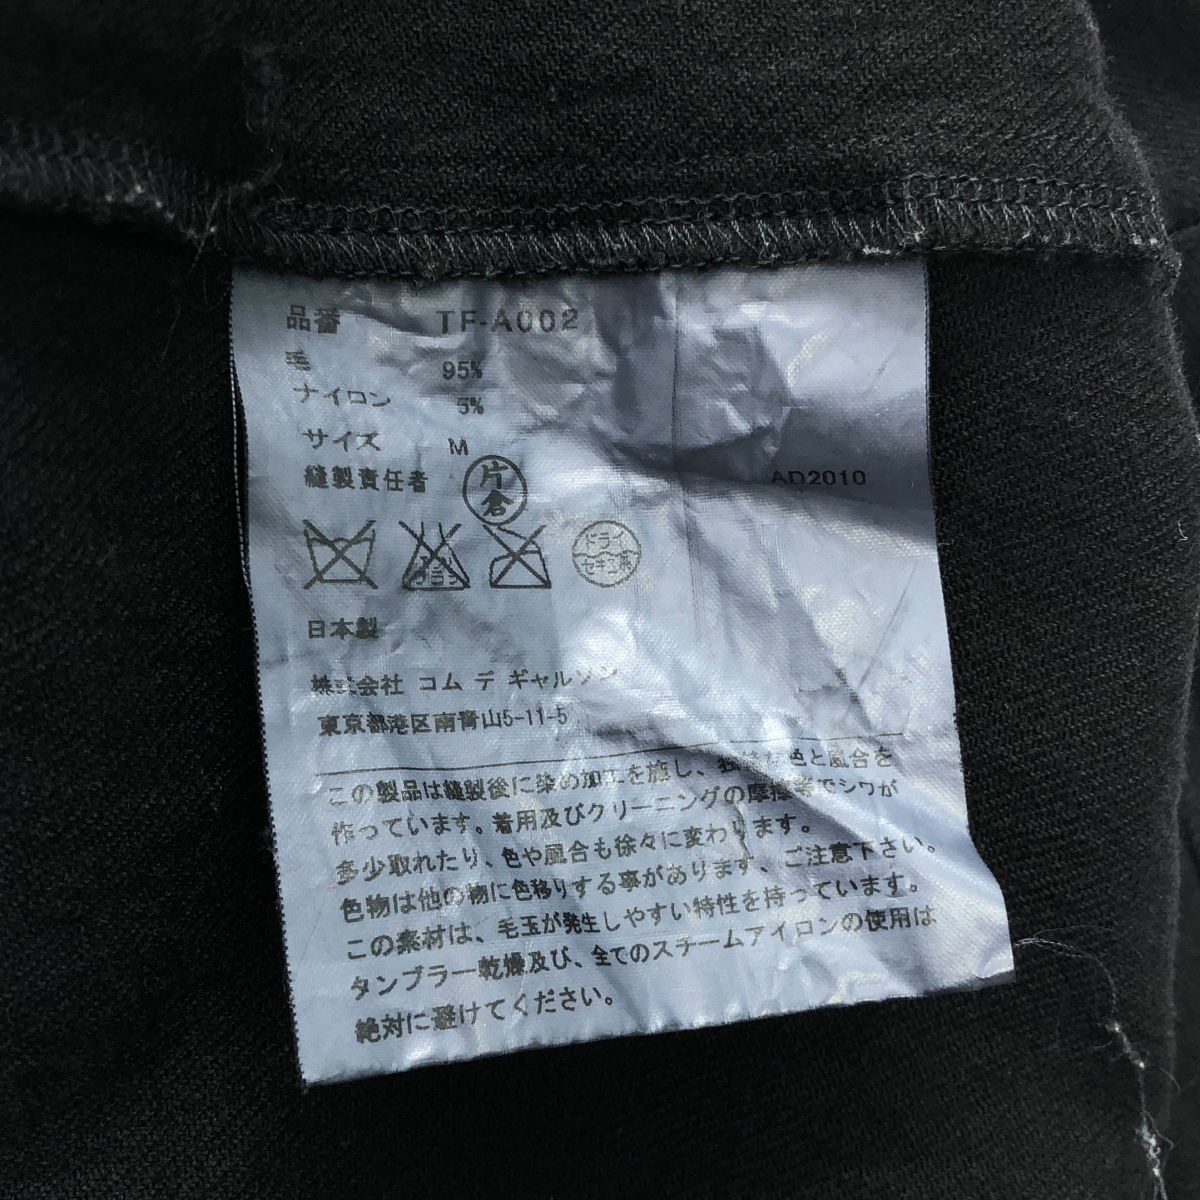 品番 TF-A002
毛 95%
ナイロン 5%
サイズ M
縫製責任者 片倉
AD2010
ドライ
セキユ系
日本製
株式会社 コム デ ギャルソン
東京都港区南青山5-11-5
この製品は縫製後に染め加工を施し、独特な色と風合を
作っています。着用及びクリーニングの摩擦等でシワが
多少取れたり、色や風合も徐々に変わります。
色物は他の物に色移りする事があります、ご注意下さい。
この素材は、毛玉が発生しやすい特性を持っています。
タンブラー乾燥及び、全てのスチームアイロンの使用は
絶対に避けてください。